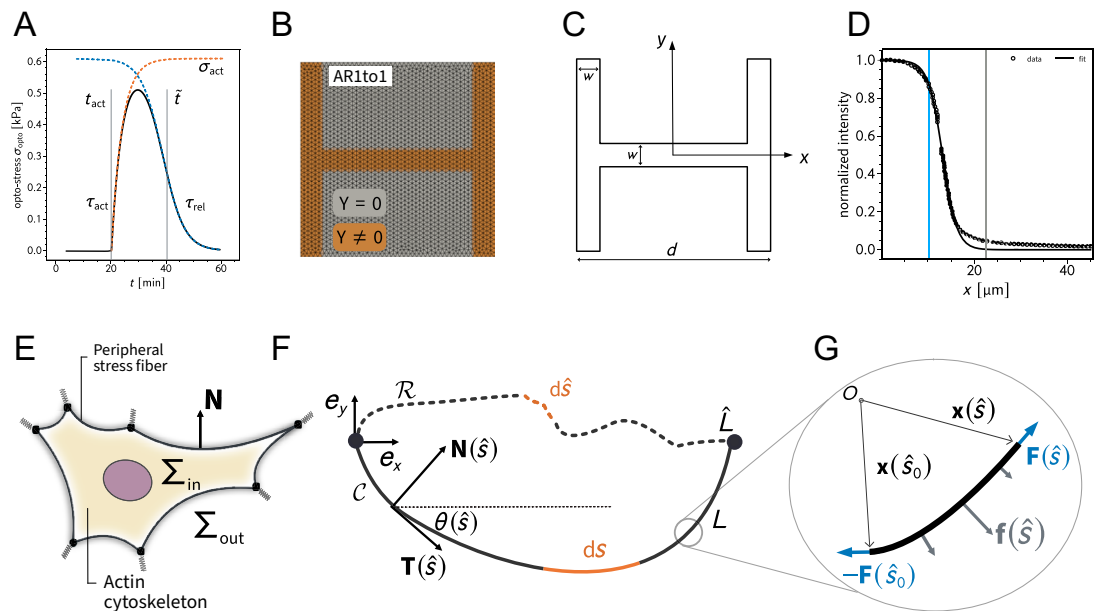 A
opto-stress σopto [kPa]
0.6
0.5
0.4
0.3
0.2
0.1
0.0
σact
tact
t̃
τact
τrel
0
20
40
60
t [min]
B
AR1to1
Y = 0
Y ≠ 0
C
y
w
w
x
d
D
data
fit
normalized intensity
1.0
0.8
0.6
0.4
0.2
0.0
0
20
40
x [μm]
E
Peripheral
stress fiber
N
Σin
Σout
Actin
cytoskeleton
F
ey
ex
R
dŝ
L̂
N(ŝ)
C
θ(ŝ)
T(ŝ)
ds
L
G
O
x(ŝ)
x(ŝ0)
F(ŝ)
f(ŝ)
−F(ŝ0)